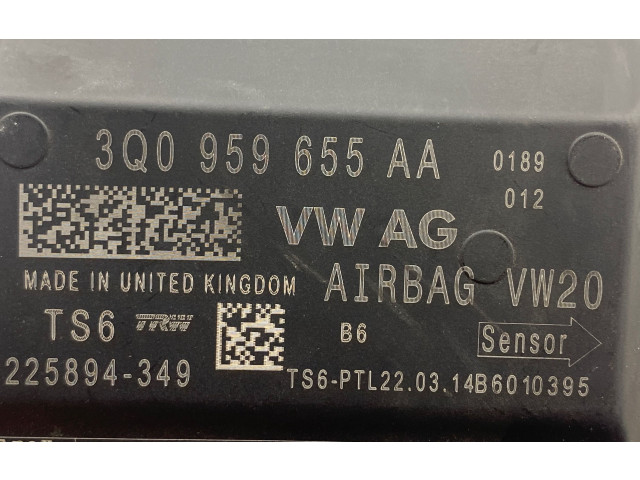 3Q0 959 655 AA 0189
012
VW AG
MADE IN UNITED KINGDOM AIRBAG VW20
TS6 TRW B6 Sensor
225894-349 TS6-PTL22.03.14B6010395